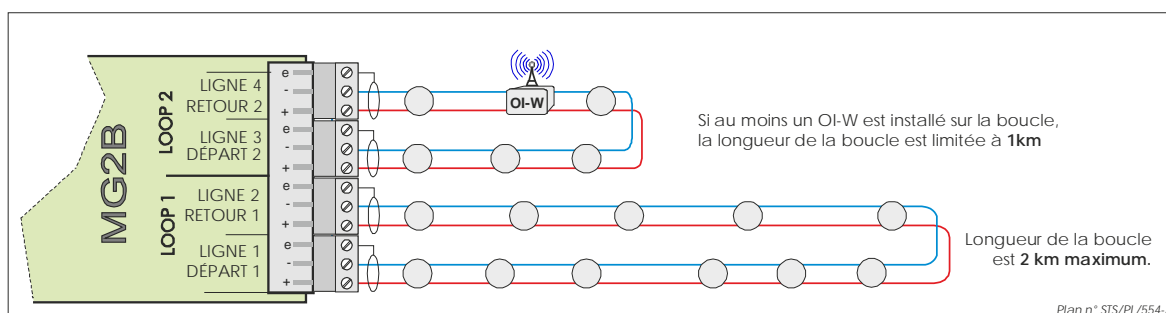 MG2B
LOOP 2
LIGNE 4
RETOUR 2
LIGNE 3
DÉPART 2
LOOP 1
LIGNE 2
RETOUR 1
LIGNE 1
DÉPART 1
e
-
+
e
-
+
e
-
+
e
-
+
OI-W
Si au moins un OI-W est installé sur la boucle,
la longueur de la boucle est limitée à 1km
Longueur de la boucle
est 2 km maximum.
Plan n° STS/PL/554-